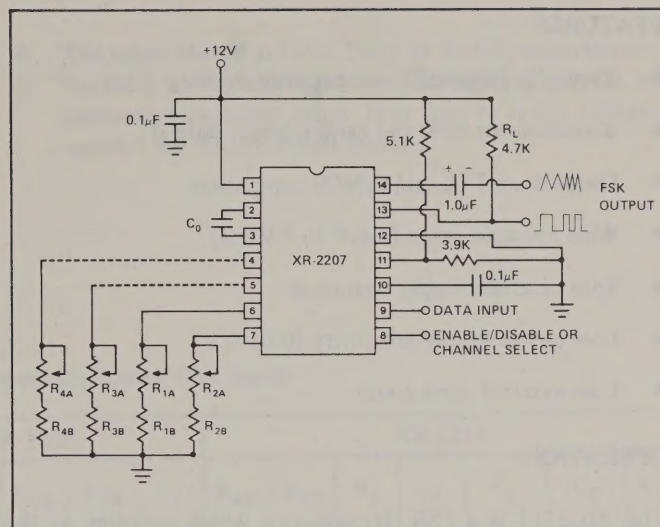 +12V
0.1μF
5.1K
R_L
4.7K
1
14
+ −
1.0μF
FSK
OUTPUT
2
13
C_0
3
12
3.9K
XR-2207
4
11
5
10
0.1μF
6
9
DATA INPUT
7
8
ENABLE/DISABLE OR
CHANNEL SELECT
R_4A
R_3A
R_1A
R_2A
R_4B
R_3B
R_1B
R_2B